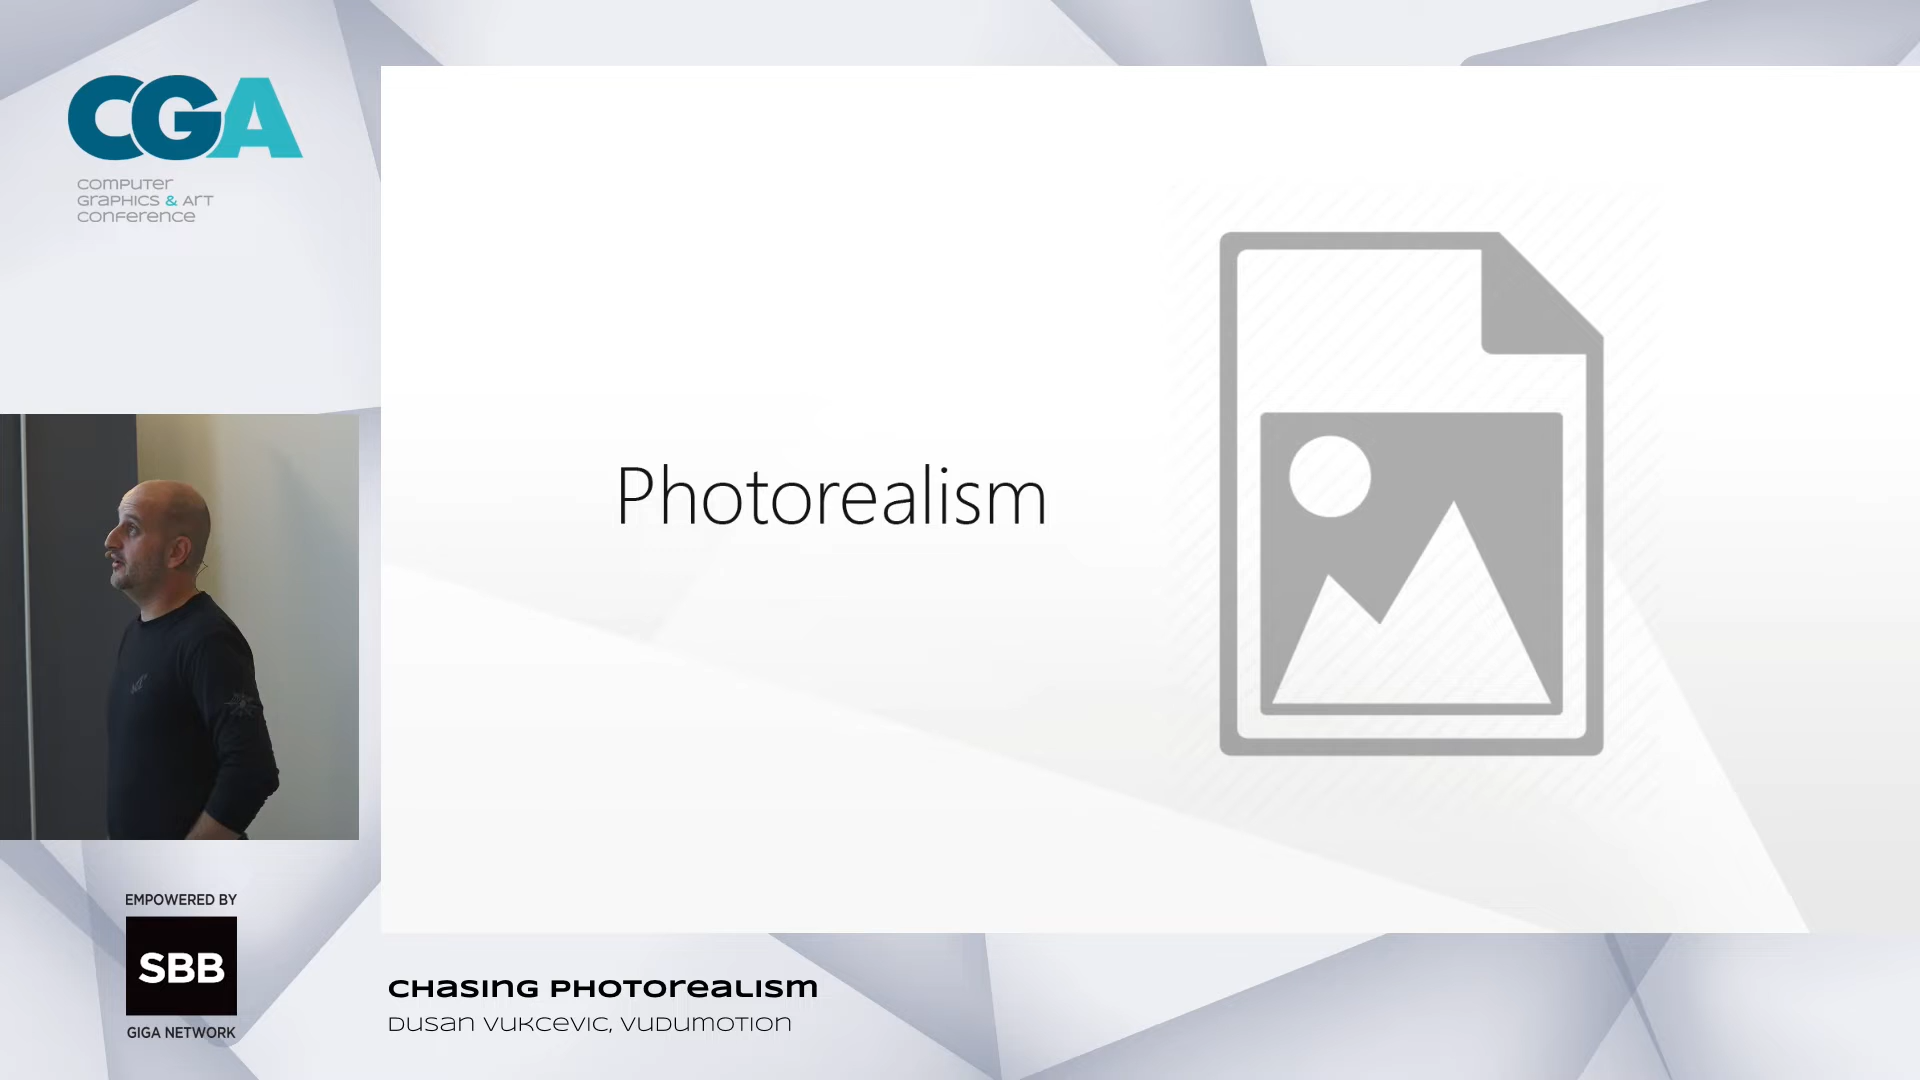 CGA
COMPUTER
GRAPHICS & ART
CONFERENCE
Photorealism
EMPOWERED BY
SBB
GIGA NETWORK
CHASING PHOTOREALISM
DUSAN VUKCEVIC, VUDUMOTION